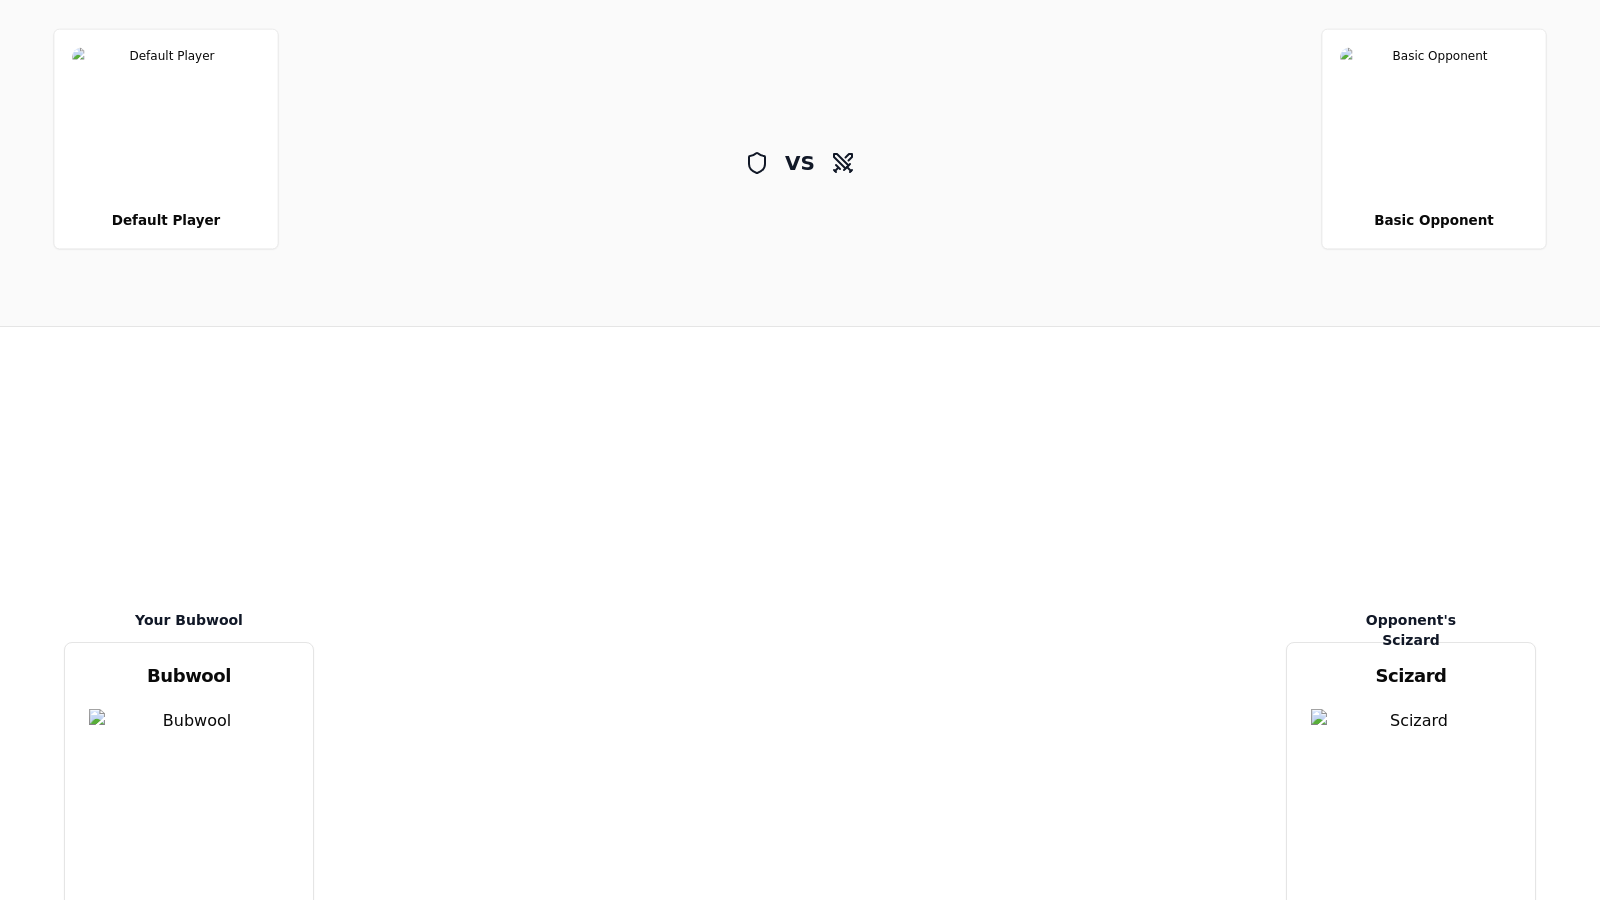 Default Player
Basic Opponent
VS
Default Player
Basic Opponent
Your Bubwool
Opponent's
Scizard
Bubwool
Scizard
Bubwool
Scizard